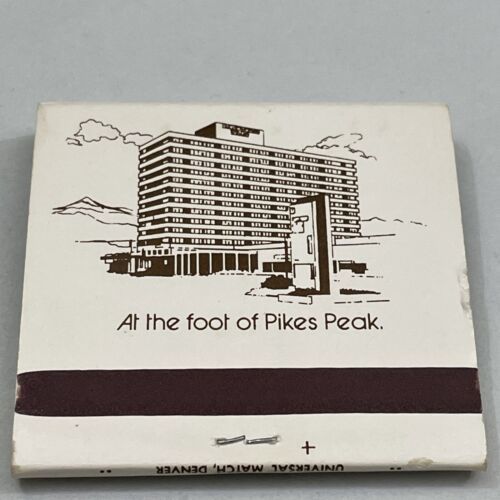 At the foot of Pikes Peak.
UNIVERSAL MATCH, DENVER